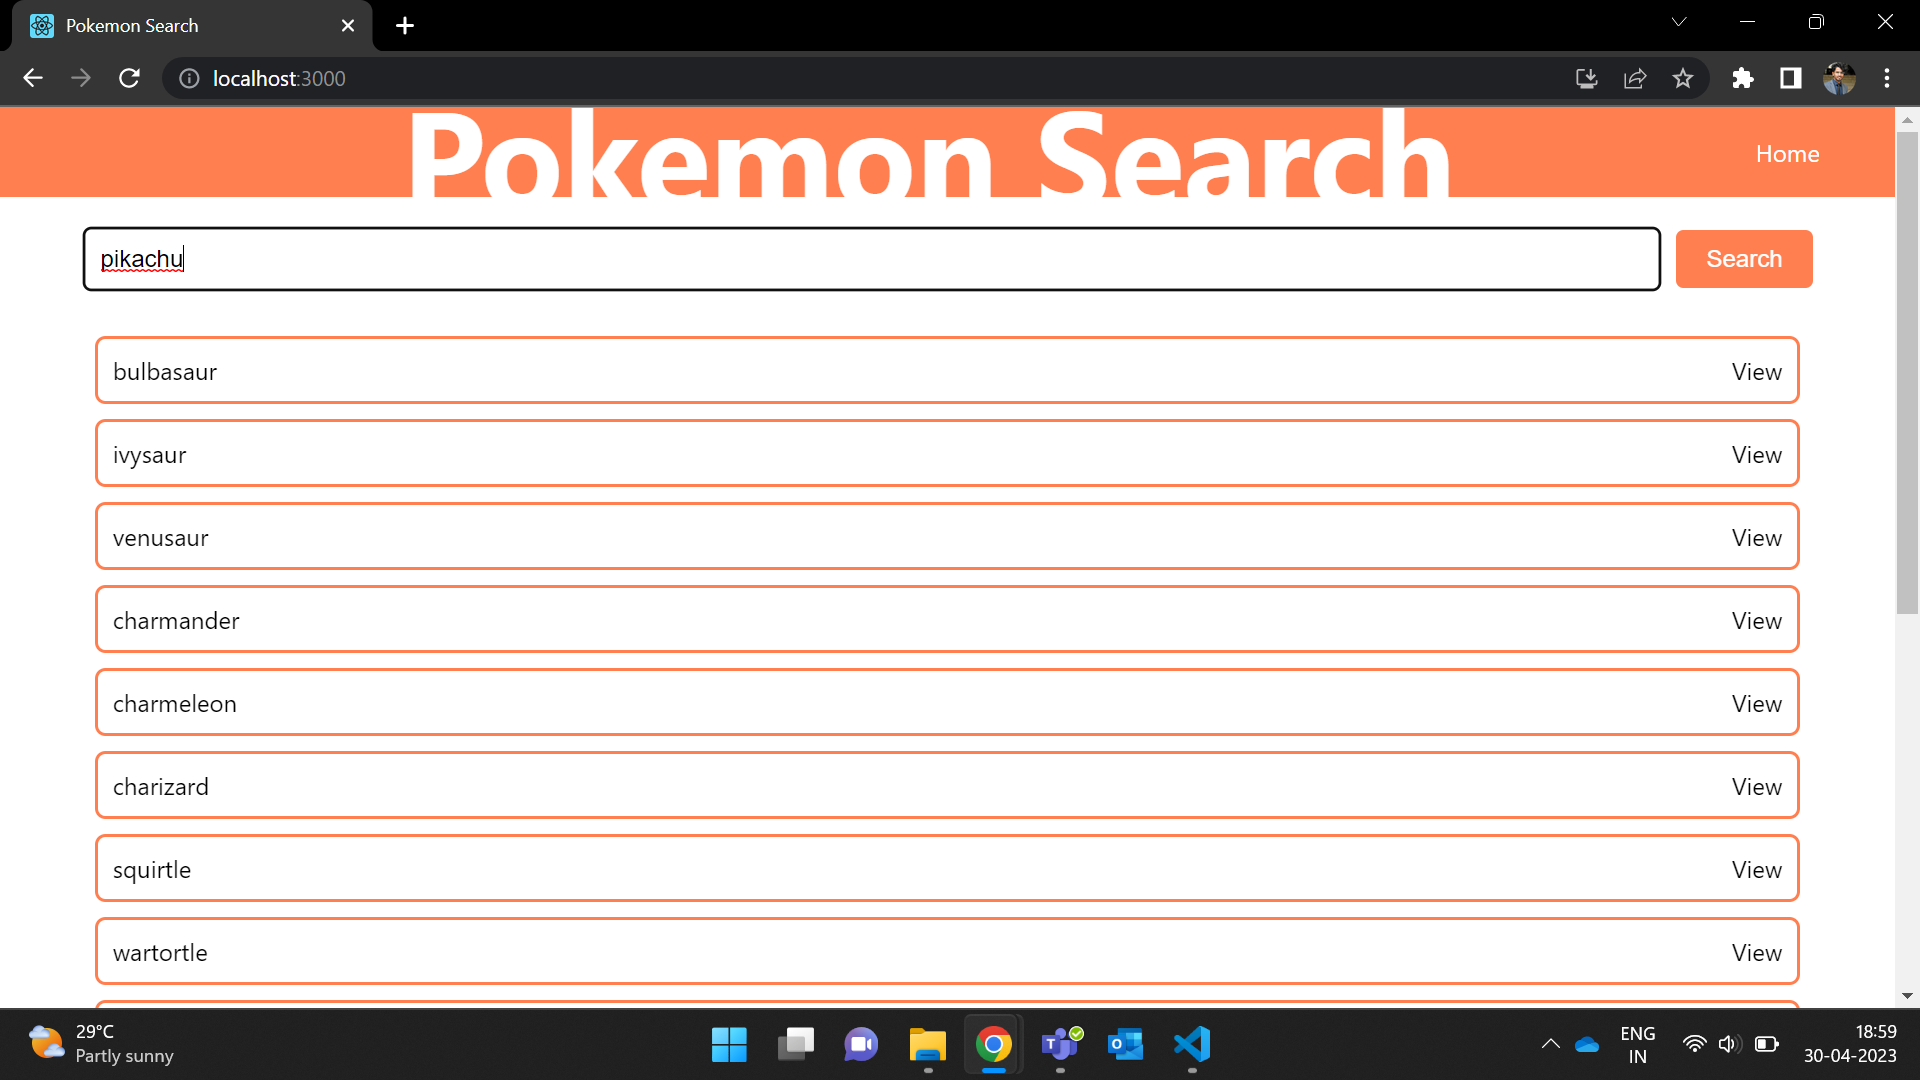 Pokemon Search
localhost:3000
Pokemon Search
Home
pikachu
Search
bulbasaur View
ivysaur View
venusaur View
charmander View
charmeleon View
charizard View
squirtle View
wartortle View
29°C
Partly sunny
ENG
IN
18:59
30-04-2023